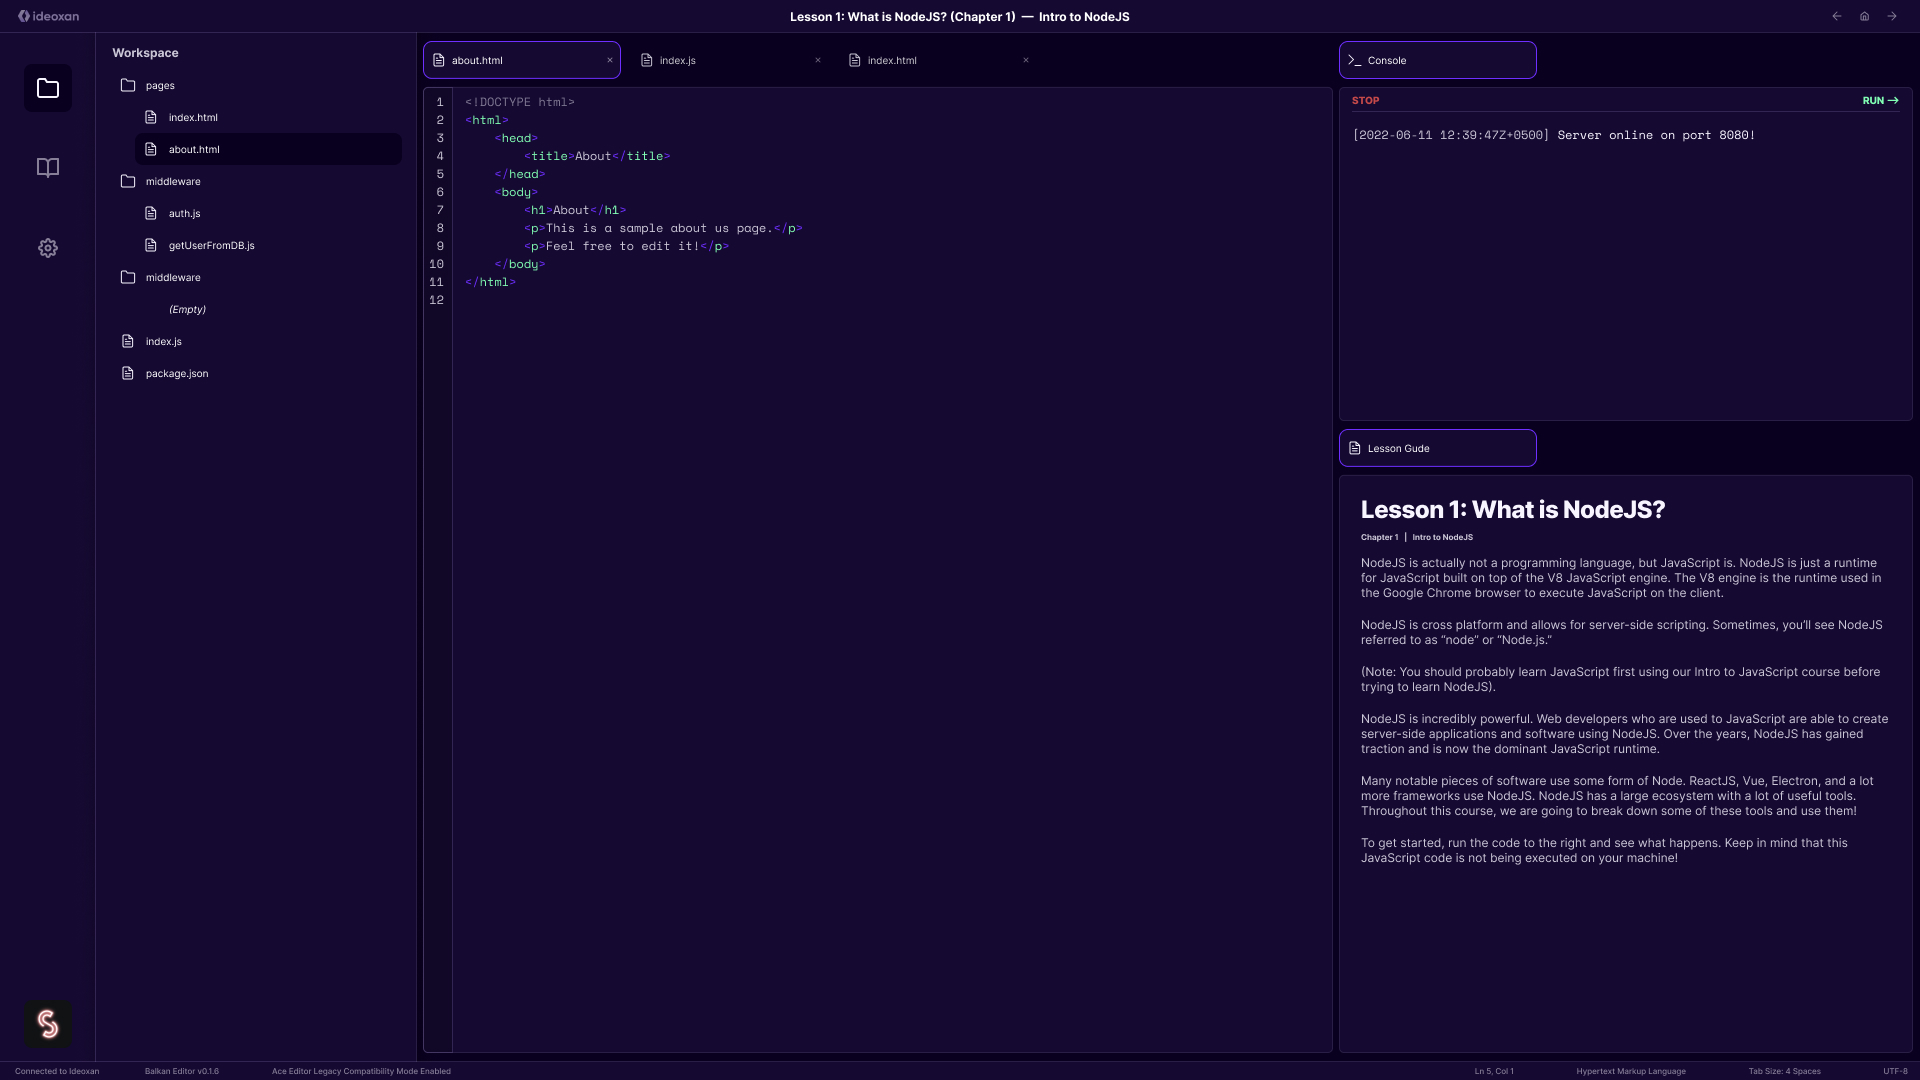 ideoxan
Lesson 1: What is NodeJS? (Chapter 1) — Intro to NodeJS
Workspace
pages
index.html
about.html
middleware
auth.js
getUserFromDB.js
middleware
(Empty)
index.js
package.json
about.html ×
index.js ×
index.html ×
1 <!DOCTYPE html>
2 <html>
3 <head>
4 <title>About</title>
5 </head>
6 <body>
7 <h1>About</h1>
8 <p>This is a sample about us page.</p>
9 <p>Feel free to edit it!</p>
10 </body>
11 </html>
12
Console
STOP RUN →
[2022-06-11 12:39:47Z+0500] Server online on port 8080!
Lesson Gude
Lesson 1: What is NodeJS?
Chapter 1 | Intro to NodeJS
NodeJS is actually not a programming language, but JavaScript is. NodeJS is just a runtime
for JavaScript built on top of the V8 JavaScript engine. The V8 engine is the runtime used in
the Google Chrome browser to execute JavaScript on the client.
NodeJS is cross platform and allows for server-side scripting. Sometimes, you’ll see NodeJS
referred to as “node” or “Node.js.”
(Note: You should probably learn JavaScript first using our Intro to JavaScript course before
trying to learn NodeJS).
NodeJS is incredibly powerful. Web developers who are used to JavaScript are able to create
server-side applications and software using NodeJS. Over the years, NodeJS has gained
traction and is now the dominant JavaScript runtime.
Many notable pieces of software use some form of Node. ReactJS, Vue, Electron, and a lot
more frameworks use NodeJS. NodeJS has a large ecosystem with a lot of useful tools.
Throughout this course, we are going to break down some of these tools and use them!
To get started, run the code to the right and see what happens. Keep in mind that this
JavaScript code is not being executed on your machine!
Connected to Ideoxan
Balkan Editor v0.1.6
Ace Editor Legacy Compatibility Mode Enabled
Ln 5, Col 1
Hypertext Markup Language
Tab Size: 4 Spaces
UTF-8